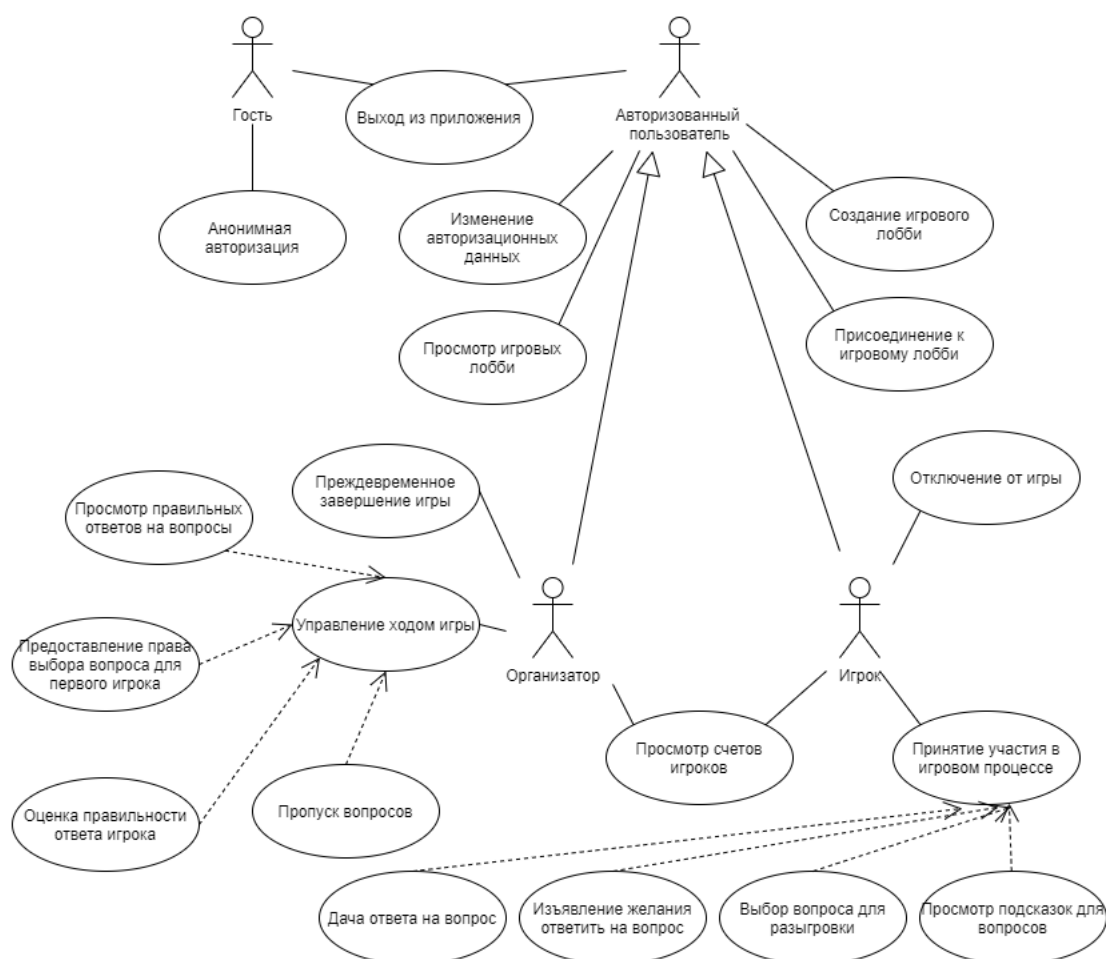 Гость
Авторизованный
пользователь
Выход из приложения
Анонимная
авторизация
Изменение
авторизационных
данных
Создание игрового
лобби
Просмотр игровых
лобби
Присоединение к
игровому лобби
Преждевременное
завершение игры
Отключение от игры
Просмотр правильных
ответов на вопросы
Управление ходом игры
Предоставление права
выбора вопроса для
первого игрока
Организатор
Игрок
Просмотр счетов
игроков
Принятие участия в
игровом процессе
Оценка правильности
ответа игрока
Пропуск вопросов
Дача ответа на вопрос
Изъявление желания
ответить на вопрос
Выбор вопроса для
разыгровки
Просмотр подсказок для
вопросов